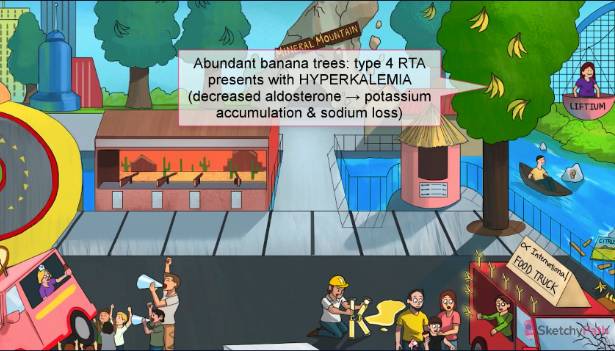 MINERAL MOUNTAIN
Abundant banana trees: type 4 RTA
presents with HYPERKALEMIA
(decreased aldosterone → potassium
accumulation & sodium loss)
LIFTIUM
α International
FOOD TRUCK
K
SketchyPath